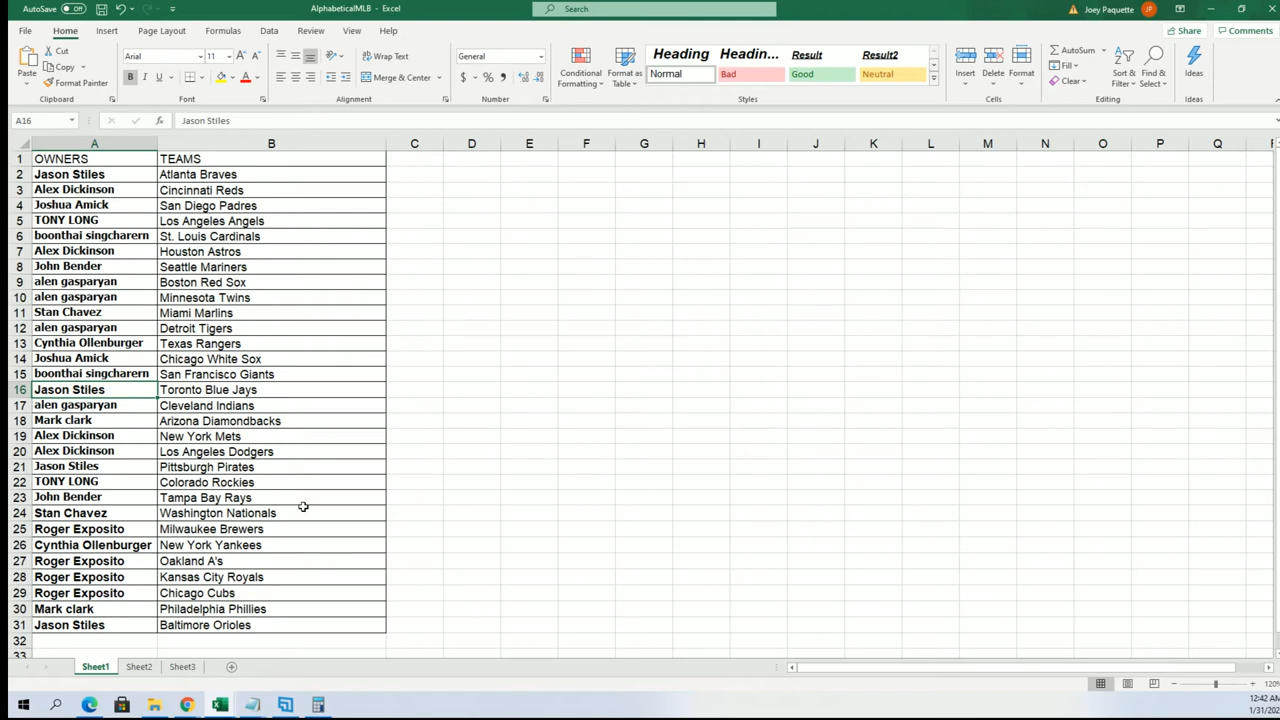 AutoSave Off AlphabeticalMLB - Excel Search Joey Paquette JP
File Home Insert Page Layout Formulas Data Review View Help Share Comments
Paste Cut Copy Format Painter Clipboard
Arial 11 B I U Font
Wrap Text Merge & Center Alignment
General $ % Number
Conditional Formatting Format as Table
Heading Headin... Result Result2
Normal Bad Good Neutral
Styles
Insert Delete Format Cells
AutoSum Fill Clear Sort & Filter Find & Select Editing
Ideas Ideas
A16 fx Jason Stiles
A B C D E F G H I J K L M N O P Q
1 OWNERS TEAMS
2 Jason Stiles Atlanta Braves
3 Alex Dickinson Cincinnati Reds
4 Joshua Amick San Diego Padres
5 TONY LONG Los Angeles Angels
6 boonthai singcharern St. Louis Cardinals
7 Alex Dickinson Houston Astros
8 John Bender Seattle Mariners
9 alen gasparyan Boston Red Sox
10 alen gasparyan Minnesota Twins
11 Stan Chavez Miami Marlins
12 alen gasparyan Detroit Tigers
13 Cynthia Ollenburger Texas Rangers
14 Joshua Amick Chicago White Sox
15 boonthai singcharern San Francisco Giants
16 Jason Stiles Toronto Blue Jays
17 alen gasparyan Cleveland Indians
18 Mark clark Arizona Diamondbacks
19 Alex Dickinson New York Mets
20 Alex Dickinson Los Angeles Dodgers
21 Jason Stiles Pittsburgh Pirates
22 TONY LONG Colorado Rockies
23 John Bender Tampa Bay Rays
24 Stan Chavez Washington Nationals
25 Roger Exposito Milwaukee Brewers
26 Cynthia Ollenburger New York Yankees
27 Roger Exposito Oakland A's
28 Roger Exposito Kansas City Royals
29 Roger Exposito Chicago Cubs
30 Mark clark Philadelphia Phillies
31 Jason Stiles Baltimore Orioles
32
33
Sheet1 Sheet2 Sheet3
120%
12:42 AM
1/31/202